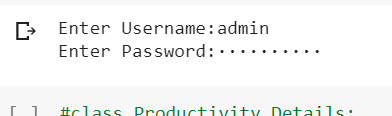 Enter Username:admin
Enter Password:··········
[ ] #class Productivity Details: